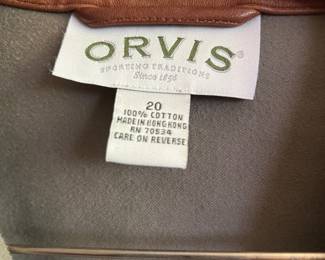 ORVIS®
SPORTING TRADITIONS
Since 1856
20
100% COTTON
MADE IN HONG KONG
RN 70534
CARE ON REVERSE